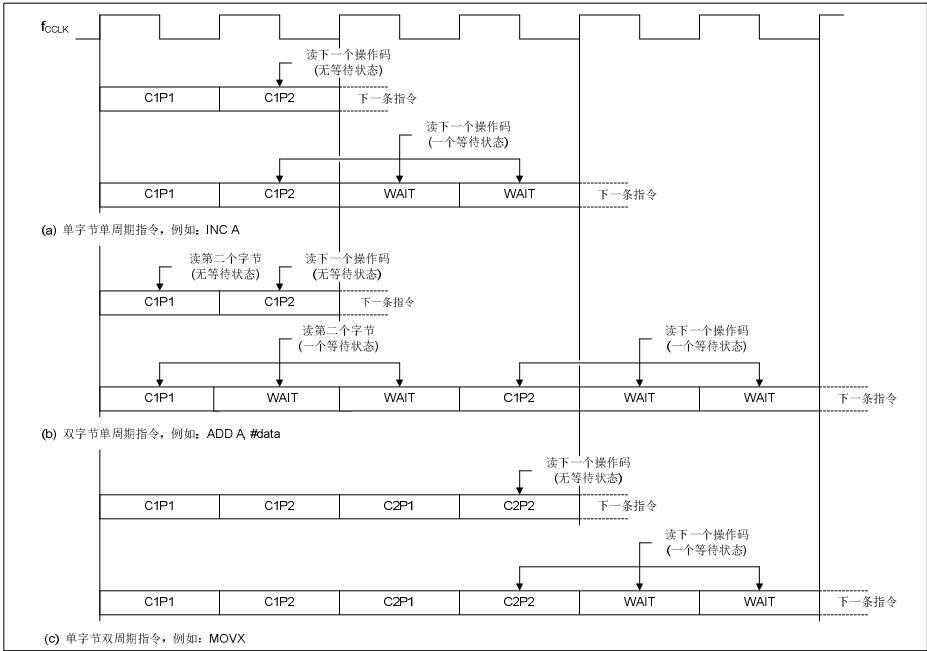 fCCLK
读下一个操作码
(无等待状态)
C1P1 C1P2 下一条指令
读下一个操作码
(一个等待状态)
C1P1 C1P2 WAIT WAIT 下一条指令
(a) 单字节单周期指令，例如：INC A
读第二个字节 读下一个操作码
(无等待状态) (无等待状态)
C1P1 C1P2 下一条指令
读第二个字节 读下一个操作码
(一个等待状态) (一个等待状态)
C1P1 WAIT WAIT C1P2 WAIT WAIT 下一条指令
(b) 双字节单周期指令，例如：ADD A, #data
读下一个操作码
(无等待状态)
C1P1 C1P2 C2P1 C2P2 下一条指令
读下一个操作码
(一个等待状态)
C1P1 C1P2 C2P1 C2P2 WAIT WAIT 下一条指令
(c) 单字节双周期指令，例如：MOVX